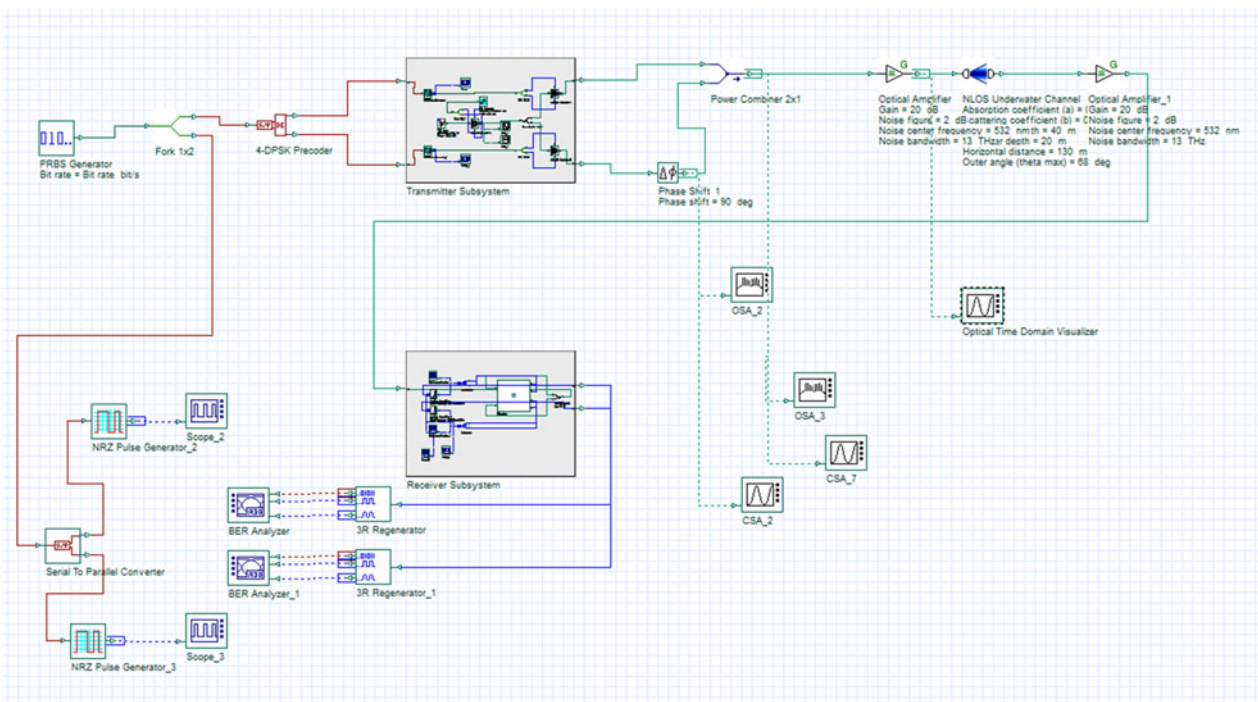 010..
PRBS Generator
Bit rate = Bit rate bit/s
Fork 1x2
4-DPSK Precoder
Transmitter Subsystem
Phase Shift 1
Phase shift = 90 deg
Power Combiner 2x1
Optical Amplifier
Gain = 20 dB
Noise figure = 2 dB
Noise center frequency = 532 nm
Noise bandwidth = 13 THz
NLOS Underwater Channel
Absorption coefficient (a) =
cattering coefficient (b) =
th = 40 m
ar depth = 20 m
Horizontal distance = 130 m
Outer angle (theta max) = 68 deg
Optical Amplifier_1
Gain = 20 dB
Noise figure = 2 dB
Noise center frequency = 532 nm
Noise bandwidth = 13 THz
OSA_2
Optical Time Domain Visualizer
OSA_3
CSA_7
CSA_2
Receiver Subsystem
NRZ Pulse Generator_2
Scope_2
BER Analyzer
3R Regenerator
BER Analyzer_1
3R Regenerator_1
Serial To Parallel Converter
NRZ Pulse Generator_3
Scope_3